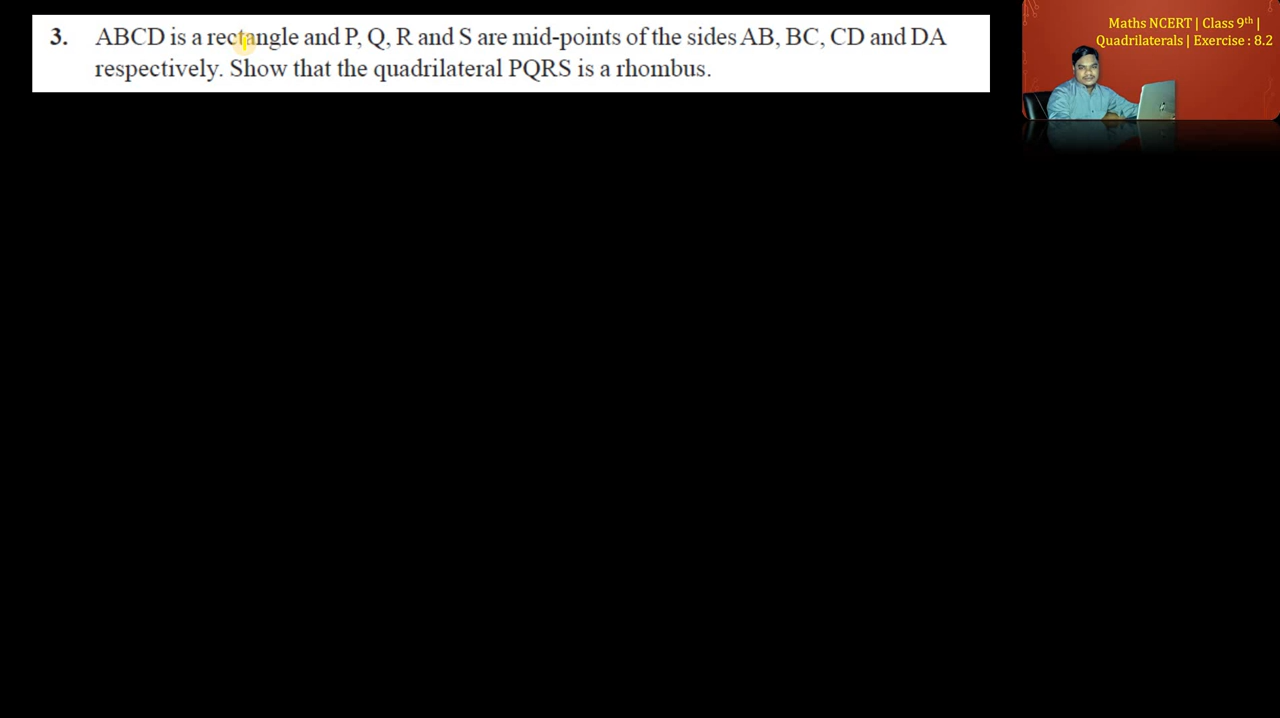 3. ABCD is a rectangle and P, Q, R and S are mid-points of the sides AB, BC, CD and DA
respectively. Show that the quadrilateral PQRS is a rhombus.
Maths NCERT | Class 9th |
Quadrilaterals | Exercise : 8.2